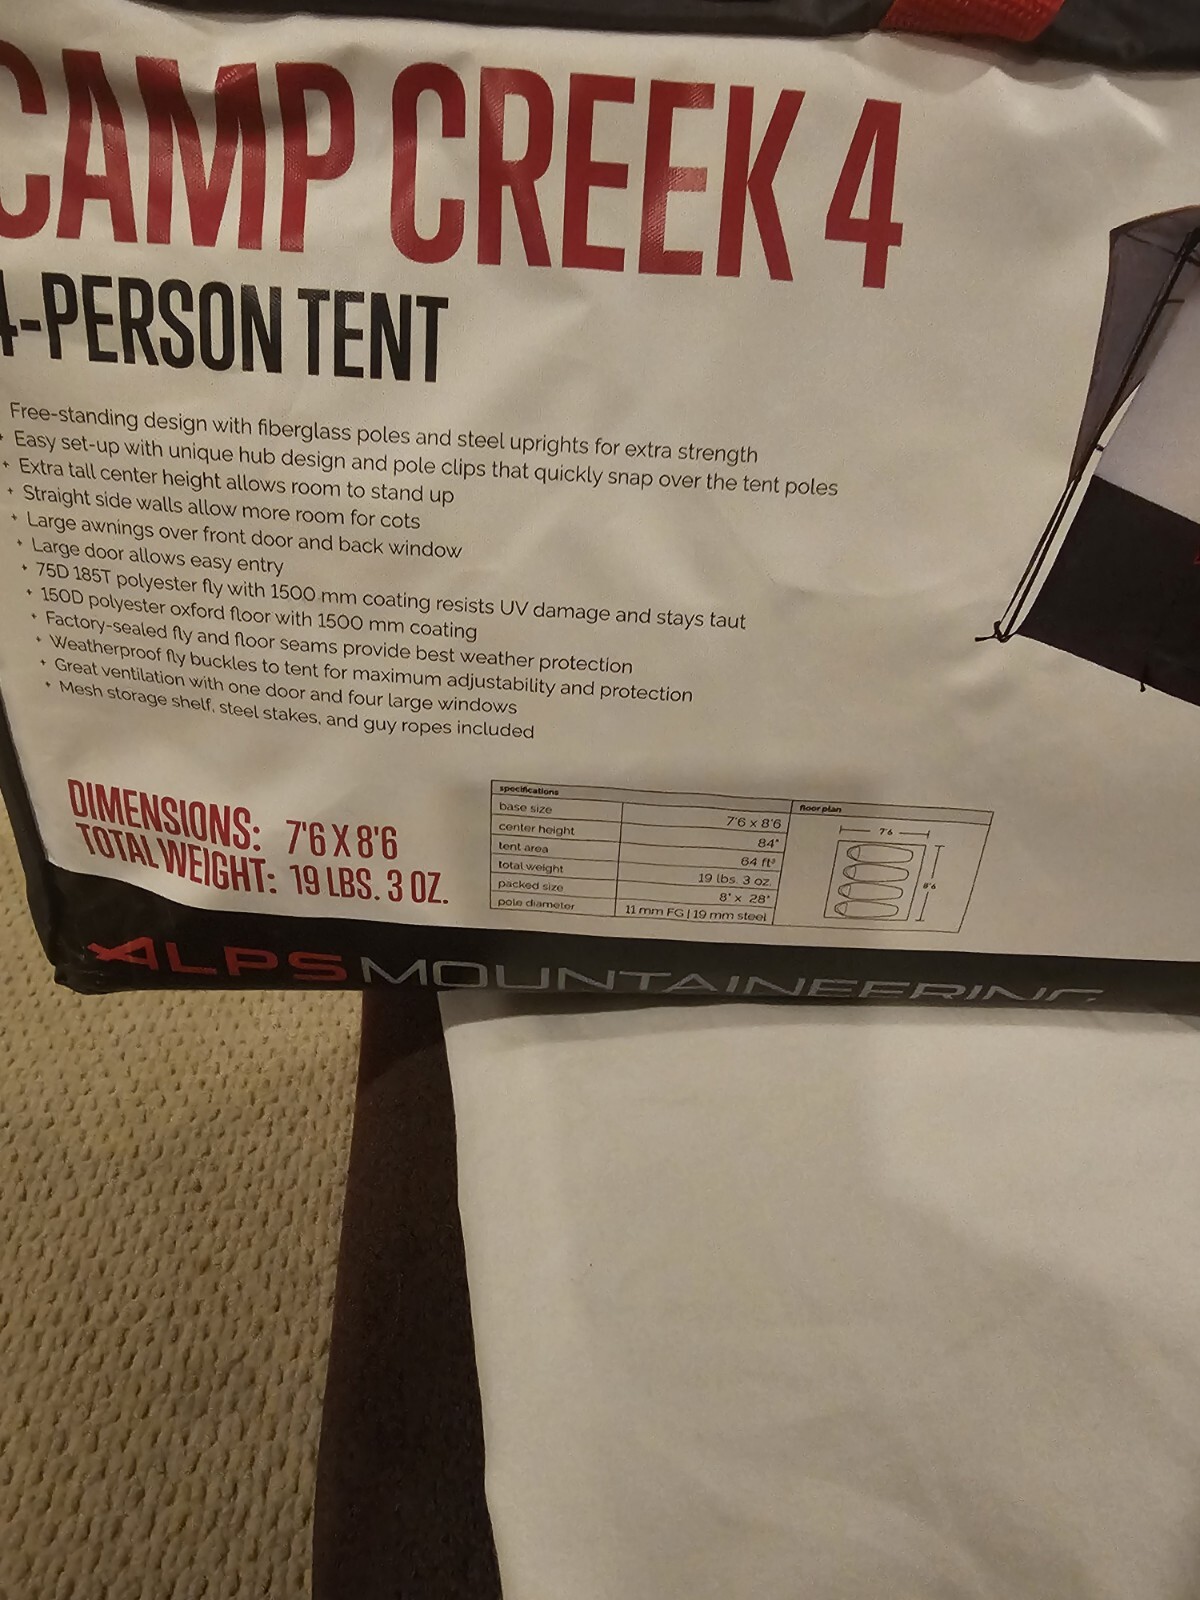 CAMP CREEK 4
4-PERSON TENT
Free-standing design with fiberglass poles and steel uprights for extra strength
Easy set-up with unique hub design and pole clips that quickly snap over the tent poles
Extra tall center height allows room to stand up
Straight side walls allow more room for cots
Large awnings over front door and back window
Large door allows easy entry
75D 185T polyester fly with 1500 mm coating resists UV damage and stays taut
150D polyester oxford floor with 1500 mm coating
Factory-sealed fly and floor seams provide best weather protection
Weatherproof fly buckles to tent for maximum adjustability and protection
Great ventilation with one door and four large windows
Mesh storage shelf, steel stakes, and guy ropes included
DIMENSIONS: 7'6 X 8'6
TOTAL WEIGHT: 19 LBS. 3 OZ.
specifications
base size 7'6 x 8'6
center height 84"
tent area 64 ft²
total weight 19 lbs. 3 oz.
packed size 8" x 28"
pole diameter 11 mm FG | 19 mm steel
floor plan
7'6
8'6
ALPS MOUNTAINEERING